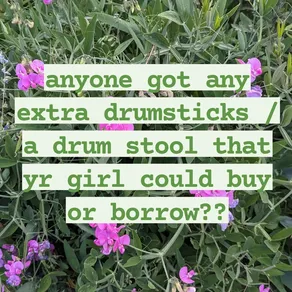 anyone got any
extra drumsticks /
a drum stool that
yr girl could buy
or borrow??